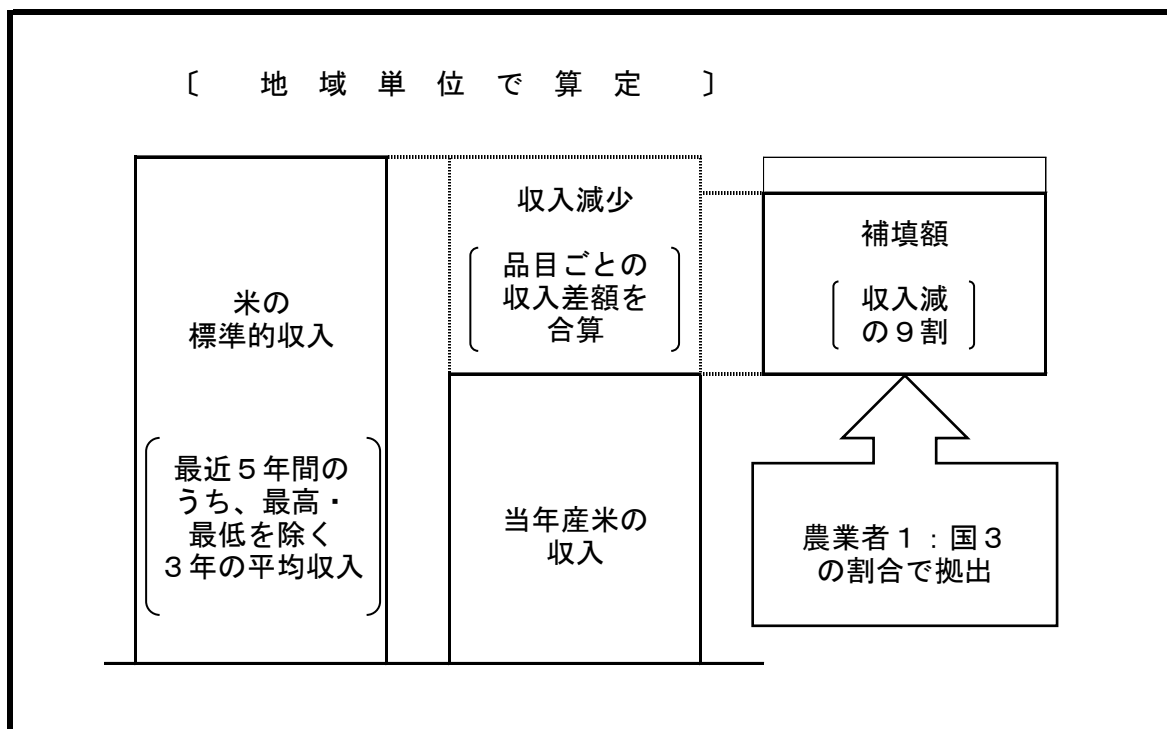 〔　地域単位で算定　〕
米の
標準的収入
最近５年間の
うち、最高・
最低を除く
３年の平均収入
収入減少
品目ごとの
収入差額を
合算
当年産米の
収入
補填額
収入減
の９割
農業者１：国３
の割合で拠出